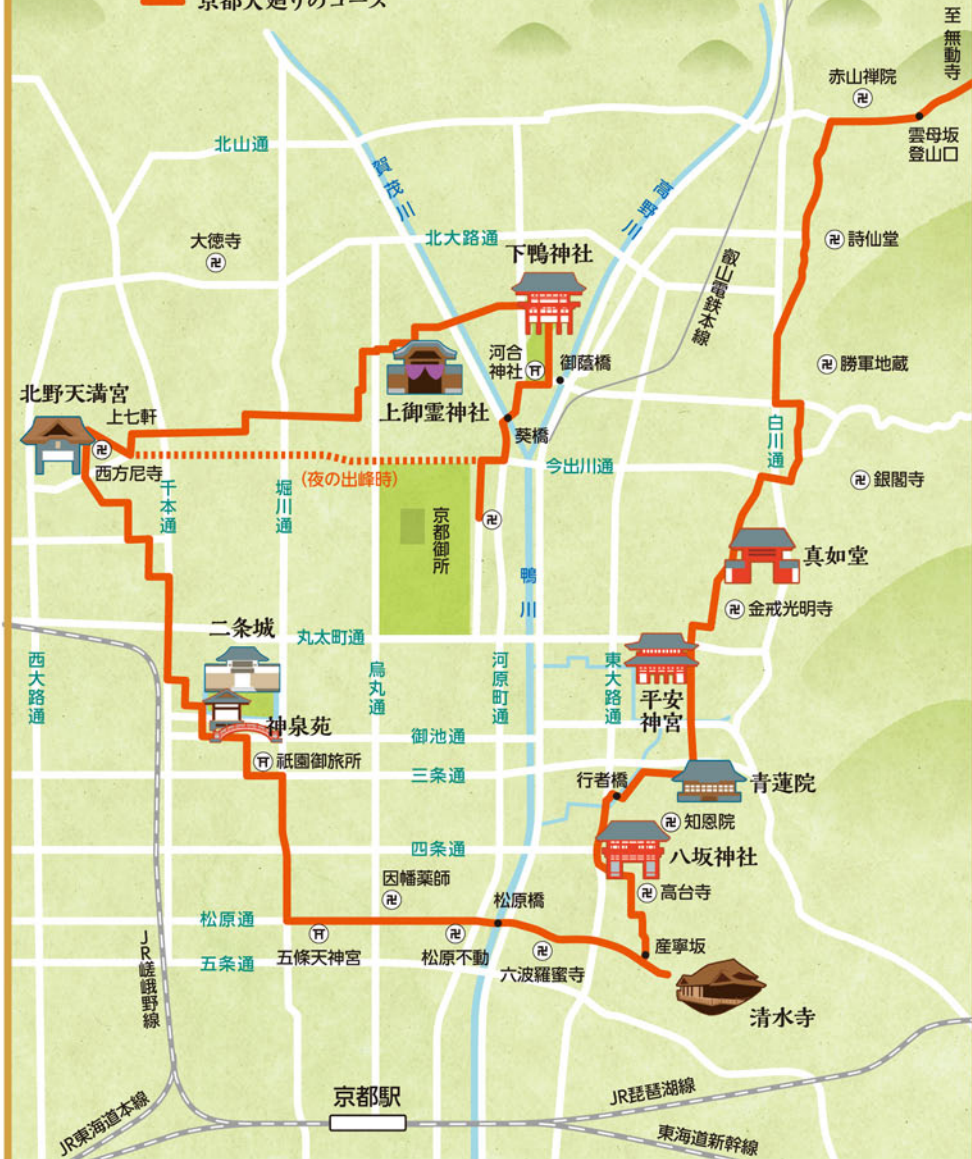 京都大廻りのコース
至 無動寺
赤山禅院
雲母坂
登山口
北山通
賀茂川
高野川
大徳寺
北大路通
下鴨神社
詩仙堂
叡山電鉄本線
河合
神社
御蔭橋
勝軍地蔵
北野天満宮
上七軒
上御霊神社
葵橋
白川通
西方尼寺
(夜の出峰時)
今出川通
千本通
堀川通
銀閣寺
京都御所
真如堂
鴨川
金戒光明寺
二条城
丸太町通
西大路通
烏丸通
河原町通
東大路通
平安
神宮
神泉苑
御池通
祇園御旅所
三条通
行者橋
青蓮院
知恩院
四条通
八坂神社
因幡薬師
高台寺
松原橋
松原通
五條天神宮
松原不動
産寧坂
五条通
六波羅蜜寺
JR嵯峨野線
清水寺
京都駅
JR琵琶湖線
JR東海道本線
東海道新幹線